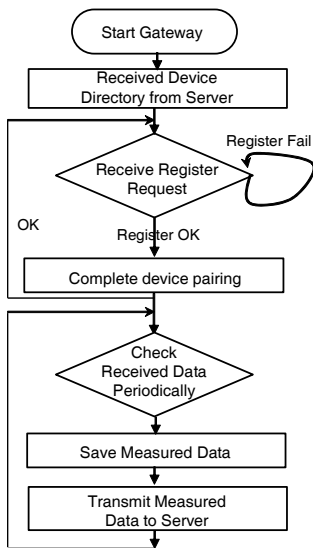 Start Gateway
Received Device
Directory from Server
Register Fail
Receive Register
Request
OK
Register OK
Complete device pairing
Check
Received Data
Periodically
Save Measured Data
Transmit Measured
Data to Server